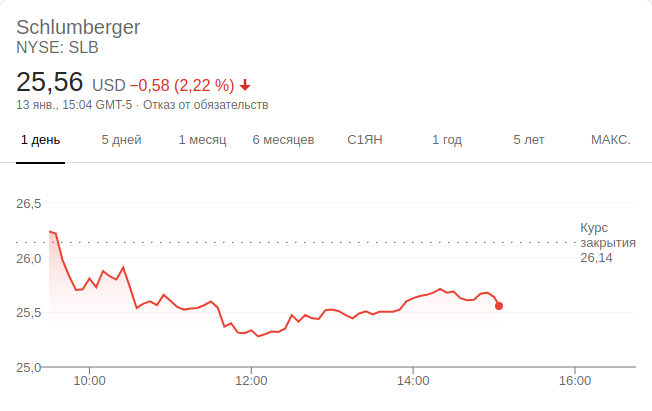 Schlumberger
NYSE: SLB
25,56 USD −0,58 (2,22 %)
13 янв., 15:04 GMT-5 · Отказ от обязательств
1 день 5 дней 1 месяц 6 месяцев С1ЯН 1 год 5 лет МАКС.
26,5
Курс
закрытия
26,14
26,0
25,5
25,0
10:00 12:00 14:00 16:00